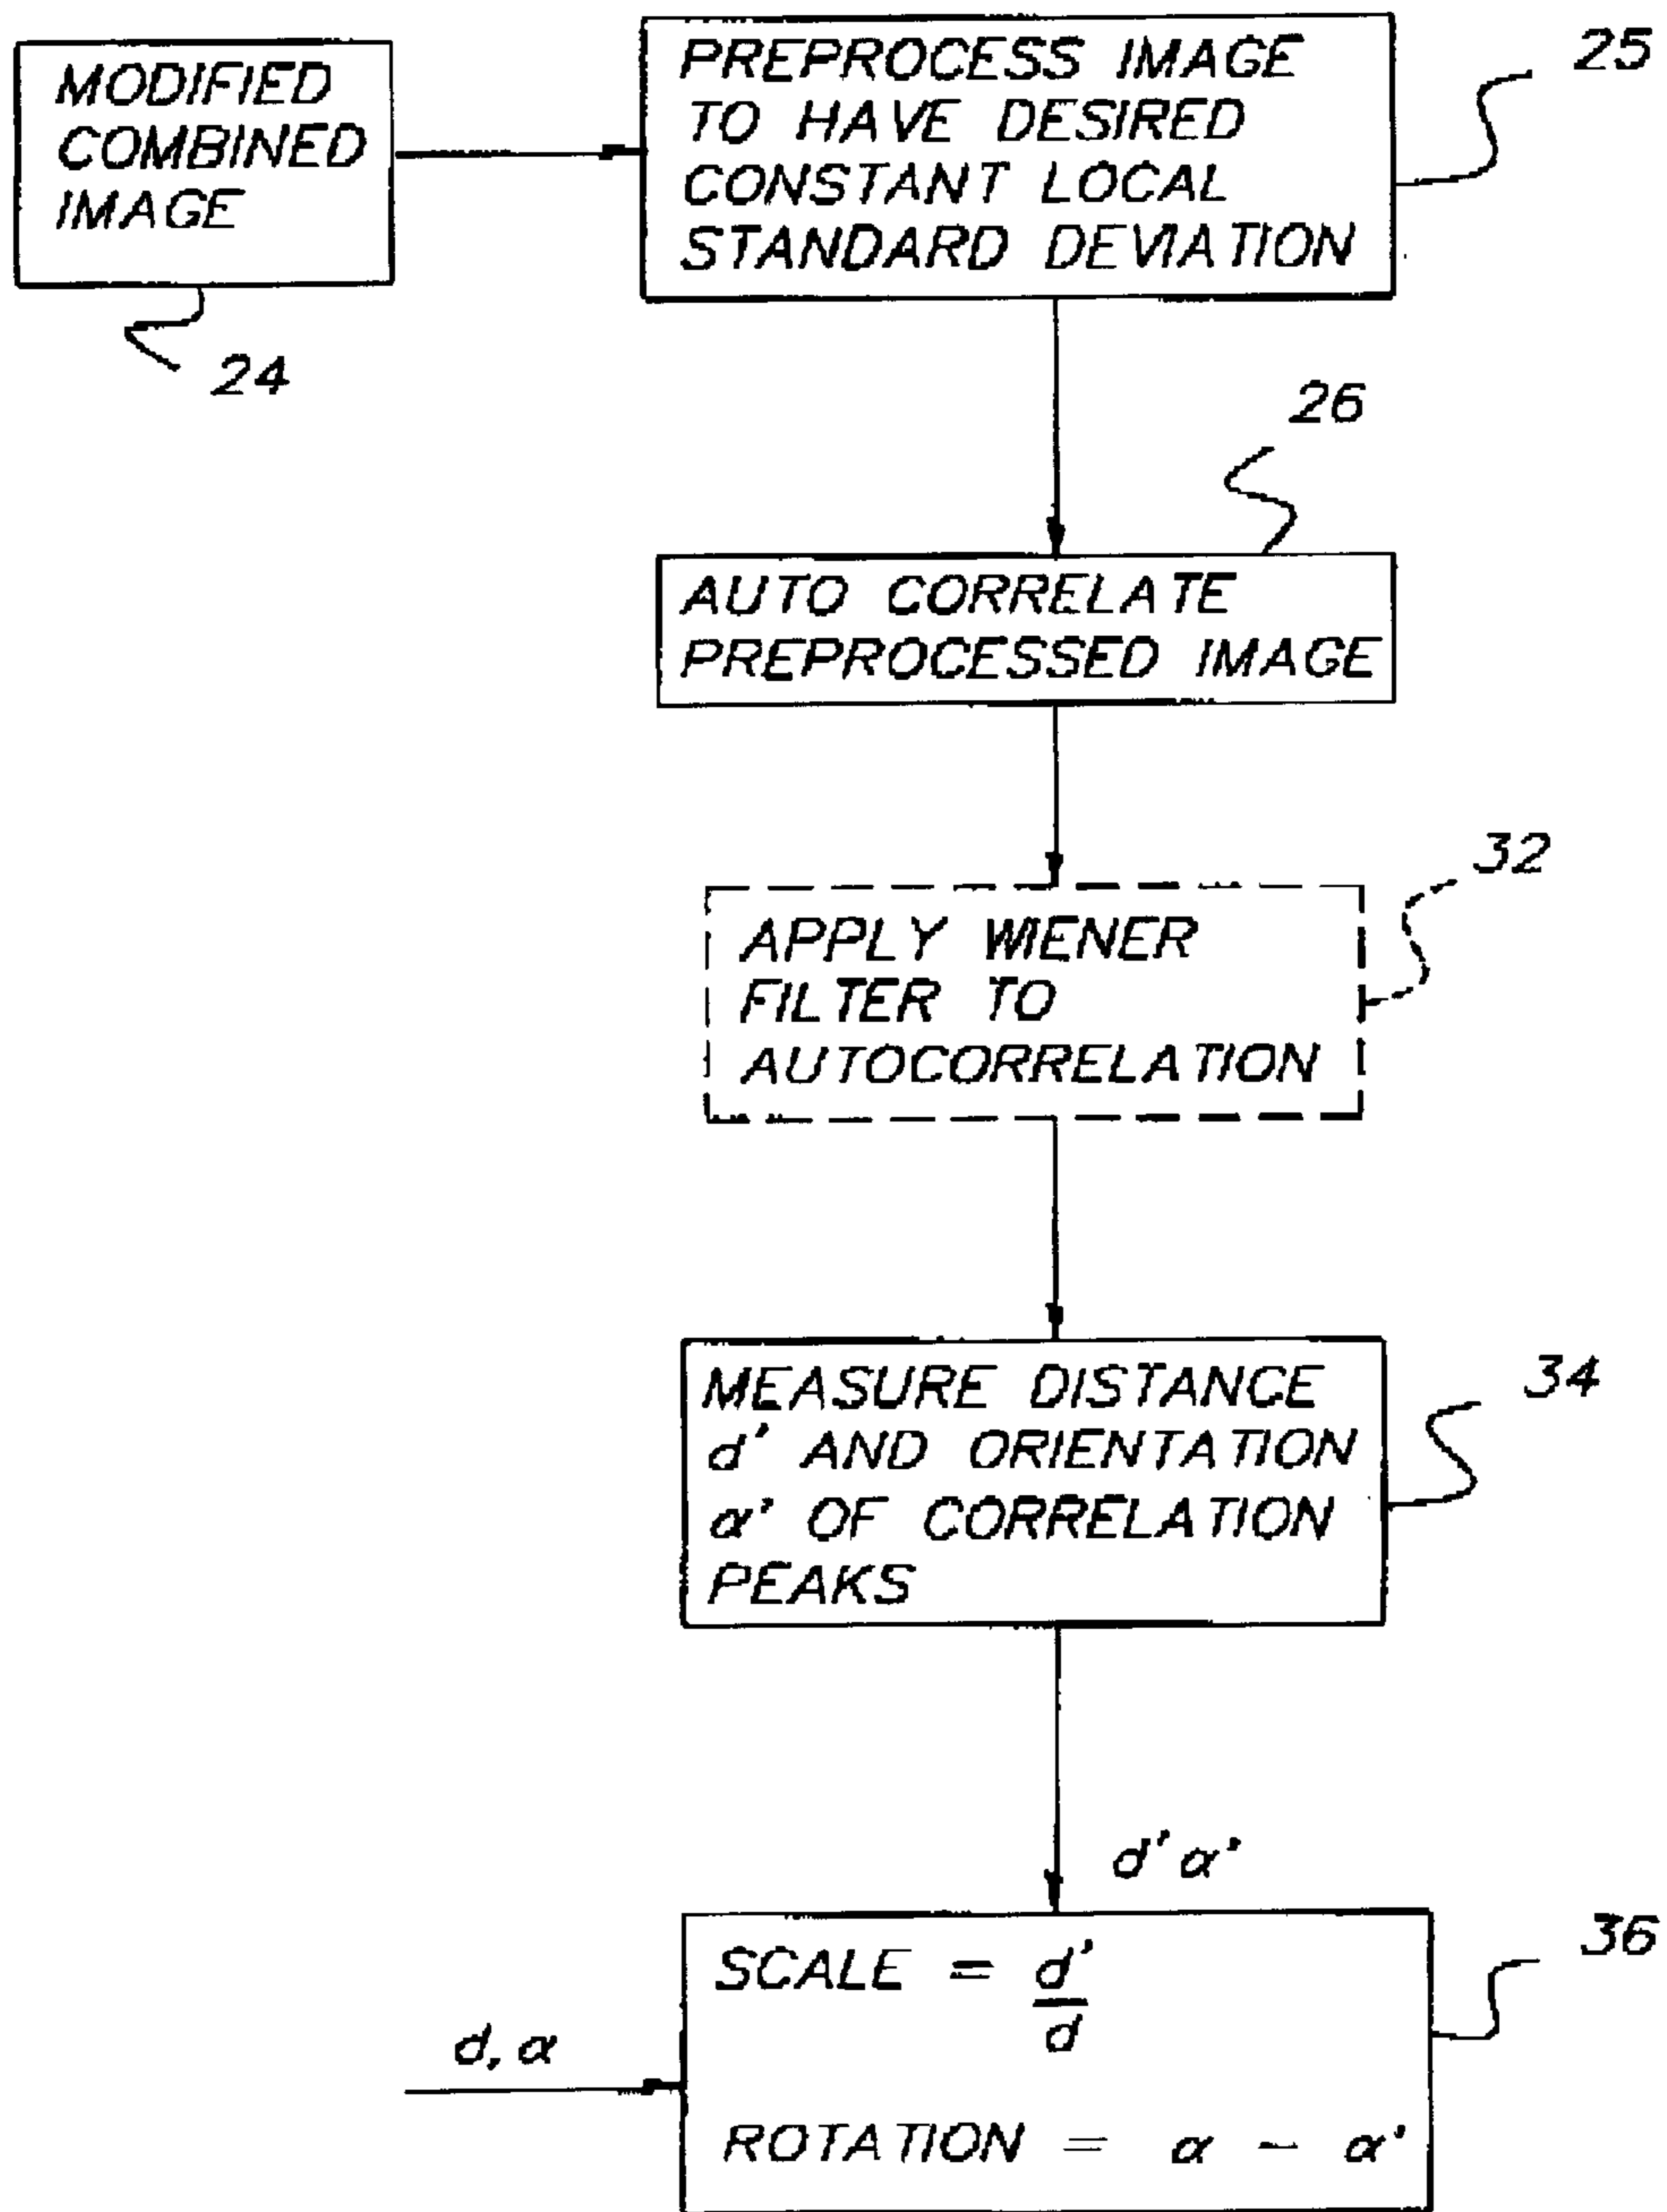 MODIFIED
COMBINED
IMAGE
24
PREPROCESS IMAGE
TO HAVE DESIRED
CONSTANT LOCAL
STANDARD DEVIATION
25
26
AUTO CORRELATE
PREPROCESSED IMAGE
32
APPLY WIENER
FILTER TO
AUTOCORRELATION
34
MEASURE DISTANCE
d' AND ORIENTATION
α' OF CORRELATION
PEAKS
d' α'
36
d, α
SCALE = d'/d
ROTATION = α - α'